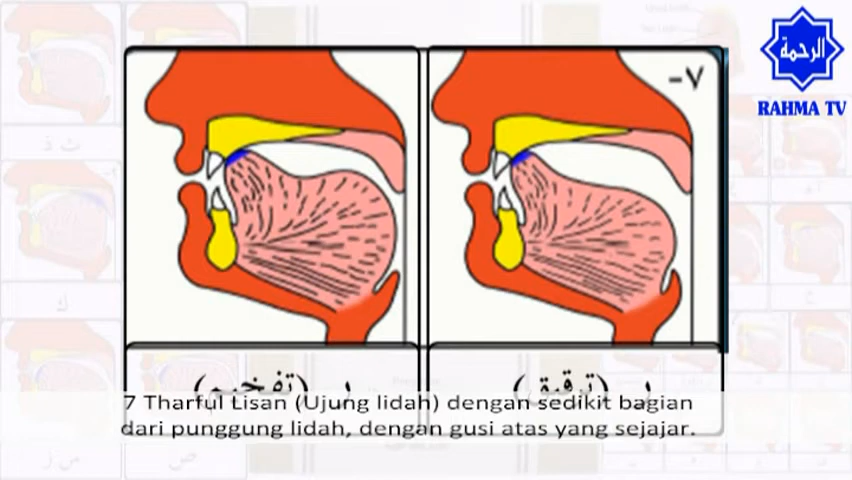 الرحمة
RAHMA TV
٧-
(تفخيم)
(ترقيق)
7 Tharful Lisan (Ujung lidah) dengan sedikit bagian
dari punggung lidah, dengan gusi atas yang sejajar.